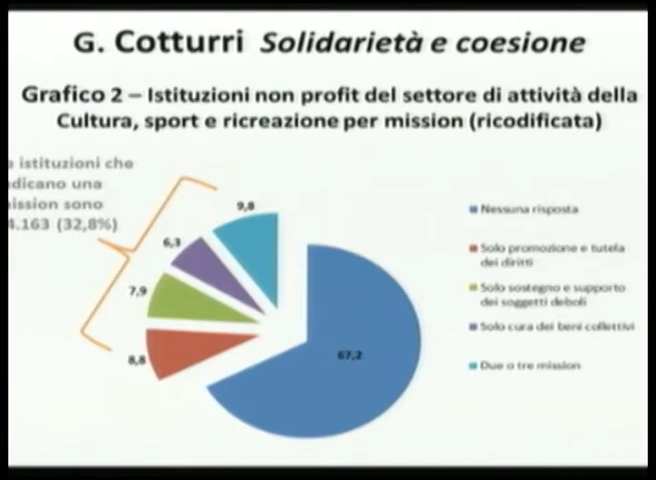 G. Cotturri Solidarietà e coesione
Grafico 2 – Istituzioni non profit del settore di attività della
Cultura, sport e ricreazione per mission (ricodificata)
istituzioni che
dicano una
ission sono
.163 (32,8%)
9,8
6,3
7,9
8,8
67,2
Nessuna risposta
Solo promozione e tutela
dei diritti
Solo sostegno e supporto
dei soggetti deboli
Solo cura dei beni collettivi
Due o tre mission